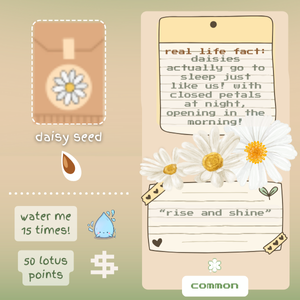 daisy seed
water me
15 times!
50 lotus
points
real life fact:
daisies
actually go to
sleep just
like us! with
closed petals
at night,
opening in the
morning!
“rise and shine”
common